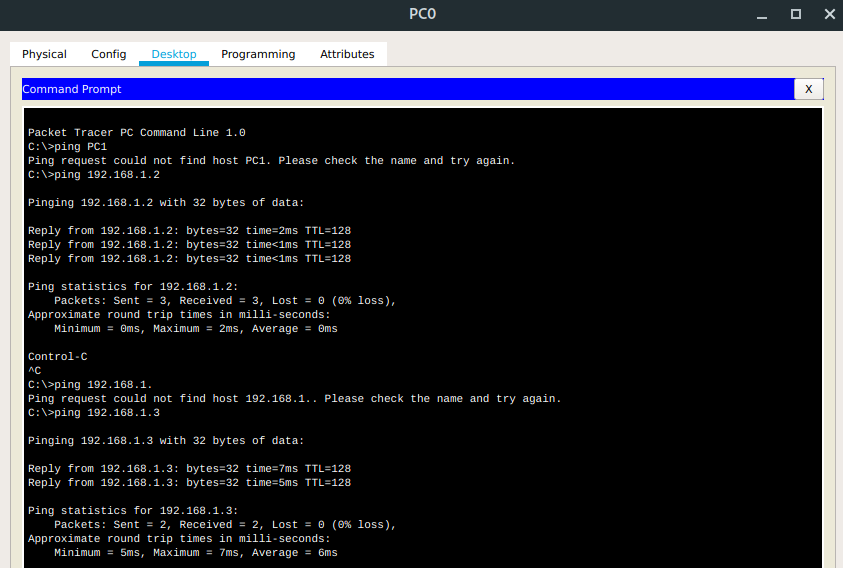 PC0
Physical Config Desktop Programming Attributes
Command Prompt X
Packet Tracer PC Command Line 1.0
C:\>ping PC1
Ping request could not find host PC1. Please check the name and try again.
C:\>ping 192.168.1.2
Pinging 192.168.1.2 with 32 bytes of data:
Reply from 192.168.1.2: bytes=32 time=2ms TTL=128
Reply from 192.168.1.2: bytes=32 time<1ms TTL=128
Reply from 192.168.1.2: bytes=32 time<1ms TTL=128
Ping statistics for 192.168.1.2:
    Packets: Sent = 3, Received = 3, Lost = 0 (0% loss),
Approximate round trip times in milli-seconds:
    Minimum = 0ms, Maximum = 2ms, Average = 0ms
Control-C
^C
C:\>ping 192.168.1.
Ping request could not find host 192.168.1.. Please check the name and try again.
C:\>ping 192.168.1.3
Pinging 192.168.1.3 with 32 bytes of data:
Reply from 192.168.1.3: bytes=32 time=7ms TTL=128
Reply from 192.168.1.3: bytes=32 time=5ms TTL=128
Ping statistics for 192.168.1.3:
    Packets: Sent = 2, Received = 2, Lost = 0 (0% loss),
Approximate round trip times in milli-seconds:
    Minimum = 5ms, Maximum = 7ms, Average = 6ms